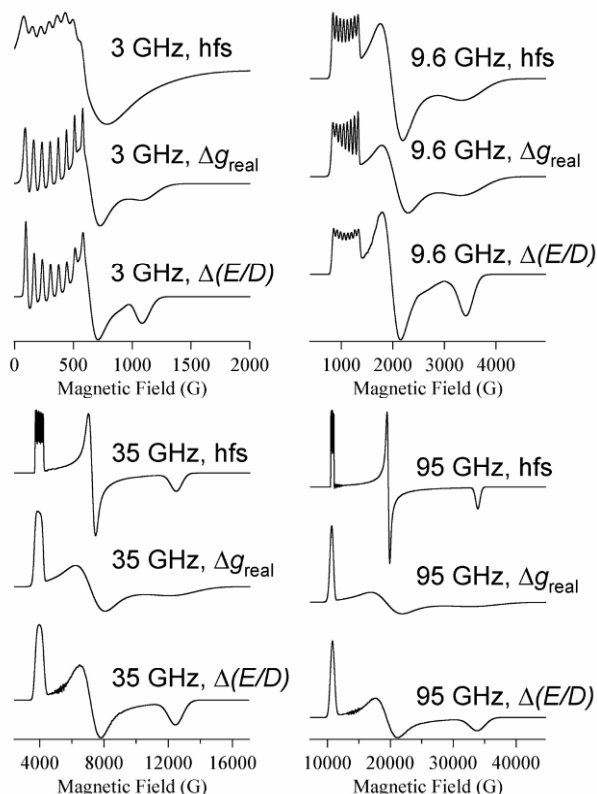 3 GHz, hfs
3 GHz, Δgreal
3 GHz, Δ(E/D)
0 500 1000 1500 2000
Magnetic Field (G)
9.6 GHz, hfs
9.6 GHz, Δgreal
9.6 GHz, Δ(E/D)
1000 2000 3000 4000
Magnetic Field (G)
35 GHz, hfs
35 GHz, Δgreal
35 GHz, Δ(E/D)
4000 8000 12000 16000
Magnetic Field (G)
95 GHz, hfs
95 GHz, Δgreal
95 GHz, Δ(E/D)
10000 20000 30000 40000
Magnetic Field (G)